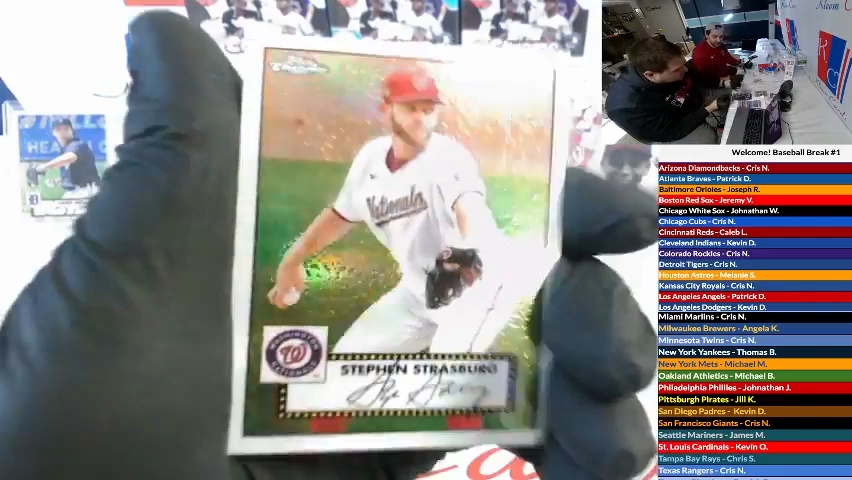 Chrome
Nationals
WASHINGTON
W
NATIONALS
STEPHEN STRASBURG
Welcome! Baseball Break #1
Arizona Diamondbacks - Cris N.
Atlanta Braves - Patrick D.
Baltimore Orioles - Joseph R.
Boston Red Sox - Jeremy V.
Chicago White Sox - Johnathan W.
Chicago Cubs - Cris N.
Cincinnati Reds - Caleb L.
Cleveland Indians - Kevin D.
Colorado Rockies - Cris N.
Detroit Tigers - Cris N.
Houston Astros - Melanie S.
Kansas City Royals - Cris N.
Los Angeles Angels - Patrick D.
Los Angeles Dodgers - Kevin D.
Miami Marlins - Cris N.
Milwaukee Brewers - Angela K.
Minnesota Twins - Cris N.
New York Yankees - Thomas B.
New York Mets - Michael M.
Oakland Athletics - Michael B.
Philadelphia Phillies - Johnathan J.
Pittsburgh Pirates - Jill K.
San Diego Padres - Kevin D.
San Francisco Giants - Cris N.
Seattle Mariners - James M.
St. Louis Cardinals - Kevin O.
Tampa Bay Rays - Chris S.
Texas Rangers - Cris N.